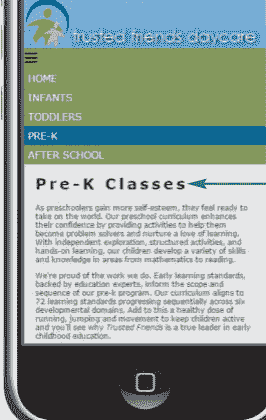 trusted friends daycare
HOME
INFANTS
TODDLERS
PRE-K
AFTER SCHOOL
Pre-K Classes
As preschoolers gain more self-esteem, they feel ready to
take on the world. Our preschool curriculum enhances
their confidence by providing activities to help them
become problem solvers and nurture a love of learning.
With independent exploration, structured activities, and
hands-on learning, our children develop a variety of skills
and knowledge in areas from mathematics to reading.
We're proud of the work we do. Early learning standards,
backed by education experts, inform the scope and
sequence of our pre-k program. Our curriculum aligns to
72 learning standards progressing sequentially across six
developmental domains. Add to this a healthy dose of
running, jumping and movement to keep children active
and you'll see why Trusted Friends is a true leader in early
childhood education.